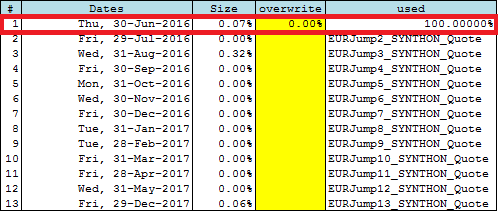 # Dates Size overwrite used
1 Thu, 30-Jun-2016 0.07% 0.00% 100.00000%
2 Fri, 29-Jul-2016 0.00% EURJump2_SYNTHON_Quote
3 Wed, 31-Aug-2016 0.32% EURJump3_SYNTHON_Quote
4 Fri, 30-Sep-2016 0.00% EURJump4_SYNTHON_Quote
5 Mon, 31-Oct-2016 0.00% EURJump5_SYNTHON_Quote
6 Wed, 30-Nov-2016 0.00% EURJump6_SYNTHON_Quote
7 Fri, 30-Dec-2016 0.00% EURJump7_SYNTHON_Quote
8 Tue, 31-Jan-2017 0.00% EURJump8_SYNTHON_Quote
9 Tue, 28-Feb-2017 0.00% EURJump9_SYNTHON_Quote
10 Fri, 31-Mar-2017 0.00% EURJump10_SYNTHON_Quote
11 Fri, 28-Apr-2017 0.00% EURJump11_SYNTHON_Quote
12 Wed, 31-May-2017 0.00% EURJump12_SYNTHON_Quote
13 Fri, 29-Dec-2017 0.06% EURJump13_SYNTHON_Quote